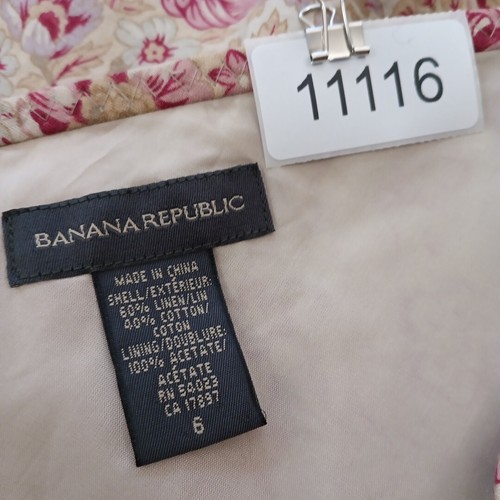 11116
BANANA REPUBLIC
MADE IN CHINA
SHELL/EXTÉRIEUR:
60% LINEN/LIN
40% COTTON/
COTON
LINING/DOUBLURE:
100% ACETATE/
ACÉTATE
RN 54023
CA 17897
6